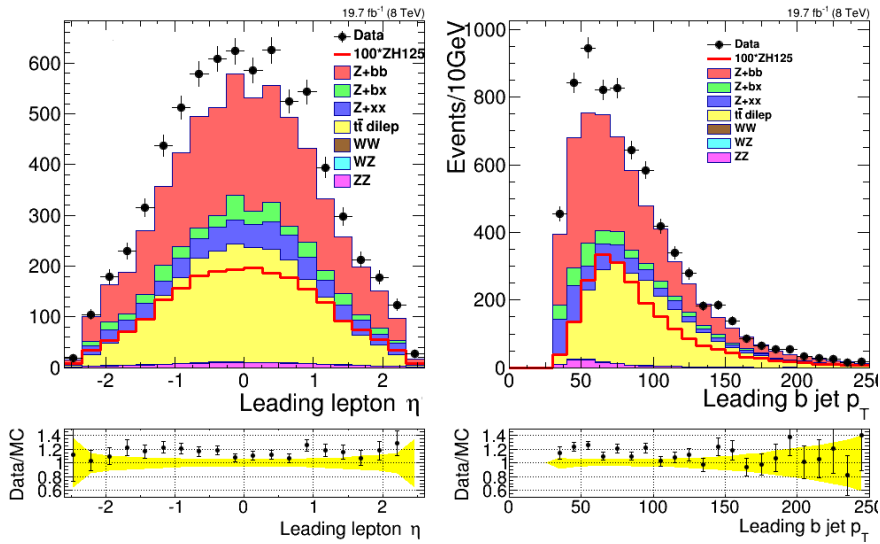 19.7 fb⁻¹ (8 TeV)
600
500
400
300
200
100
0
Data
100*ZH125
Z+bb
Z+bx
Z+xx
tt̄ dilep
WW
WZ
ZZ
-2 -1 0 1 2
Leading lepton η
Data/MC
1.4
1.2
1
0.8
0.6
-2 -1 0 1 2
Leading lepton η
19.7 fb⁻¹ (8 TeV)
Events/10GeV
1000
800
600
400
200
0
Data
100*ZH125
Z+bb
Z+bx
Z+xx
tt̄ dilep
WW
WZ
ZZ
0 50 100 150 200 250
Leading b jet p_T
Data/MC
1.4
1.2
1
0.8
0.6
0 50 100 150 200 250
Leading b jet p_T